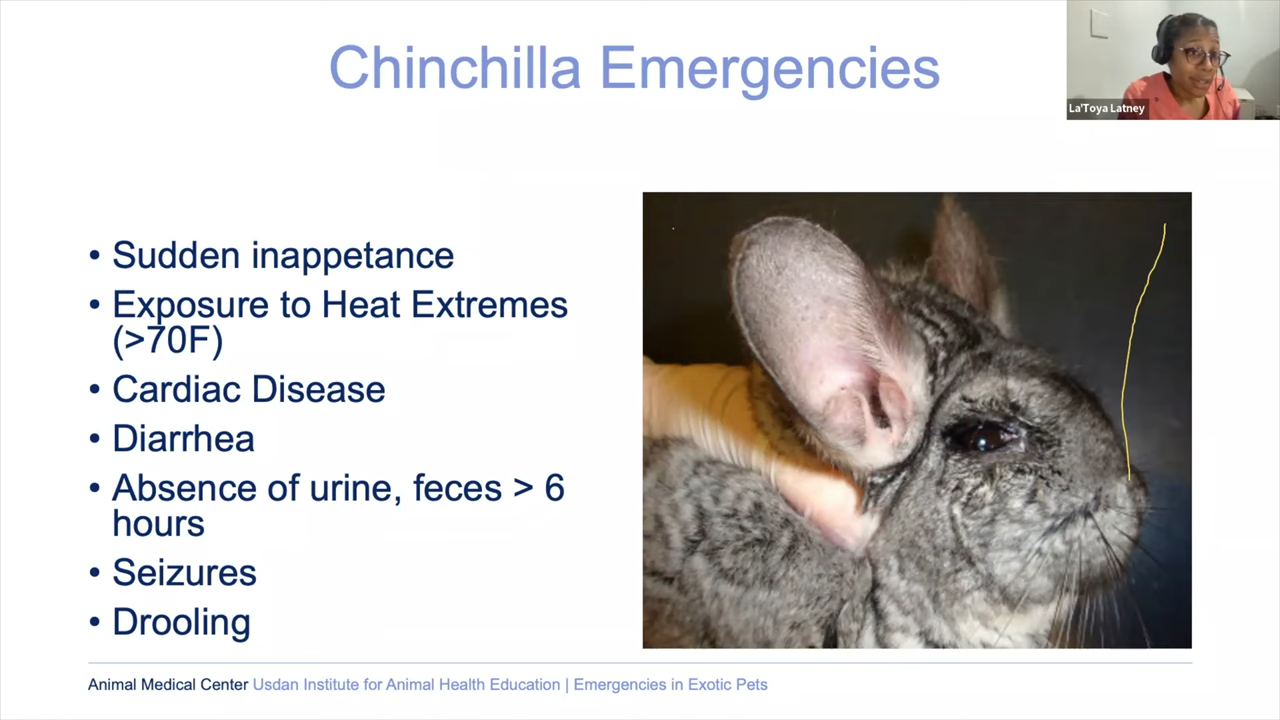 Chinchilla Emergencies
La'Toya Latney
• Sudden inappetance
• Exposure to Heat Extremes
(>70F)
• Cardiac Disease
• Diarrhea
• Absence of urine, feces > 6
hours
• Seizures
• Drooling
Animal Medical Center Usdan Institute for Animal Health Education | Emergencies in Exotic Pets